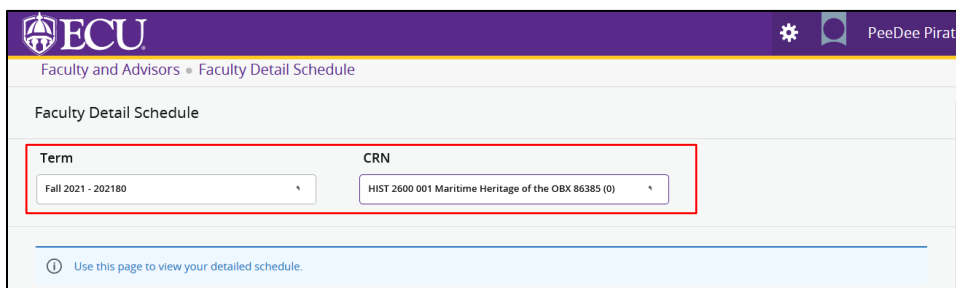 ECU
PeeDee Pirat
Faculty and Advisors • Faculty Detail Schedule
Faculty Detail Schedule
Term CRN
Fall 2021 - 202180 HIST 2600 001 Maritime Heritage of the OBX 86385 (0)
Use this page to view your detailed schedule.